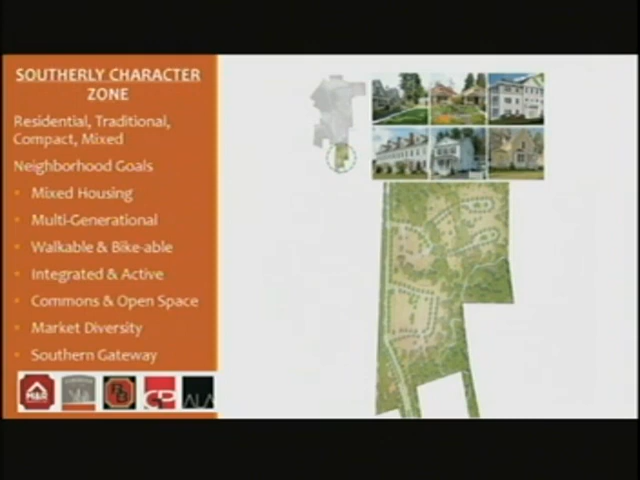 SOUTHERLY CHARACTER
ZONE
Residential, Traditional,
Compact, Mixed
Neighborhood Goals
• Mixed Housing
• Multi-Generational
• Walkable & Bike-able
• Integrated & Active
• Commons & Open Space
• Market Diversity
• Southern Gateway
M&R
ALA